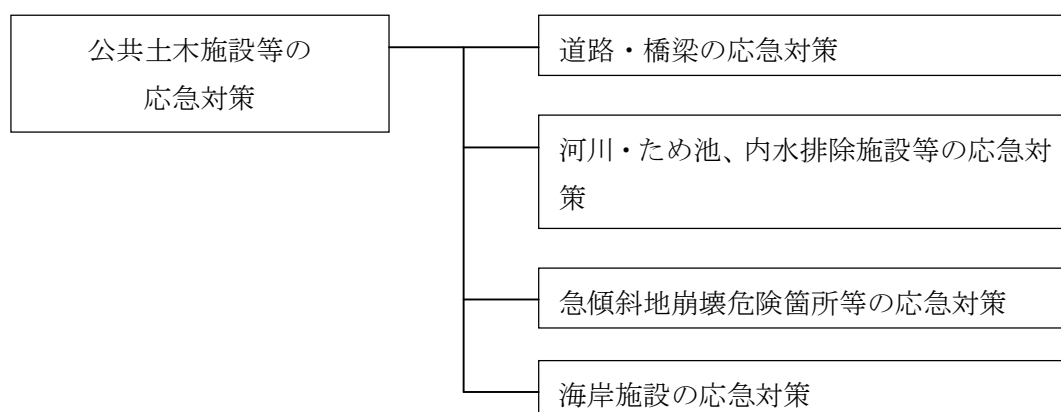 公共土木施設等の
応急対策
道路・橋梁の応急対策
河川・ため池、内水排除施設等の応急対
策
急傾斜地崩壊危険箇所等の応急対策
海岸施設の応急対策